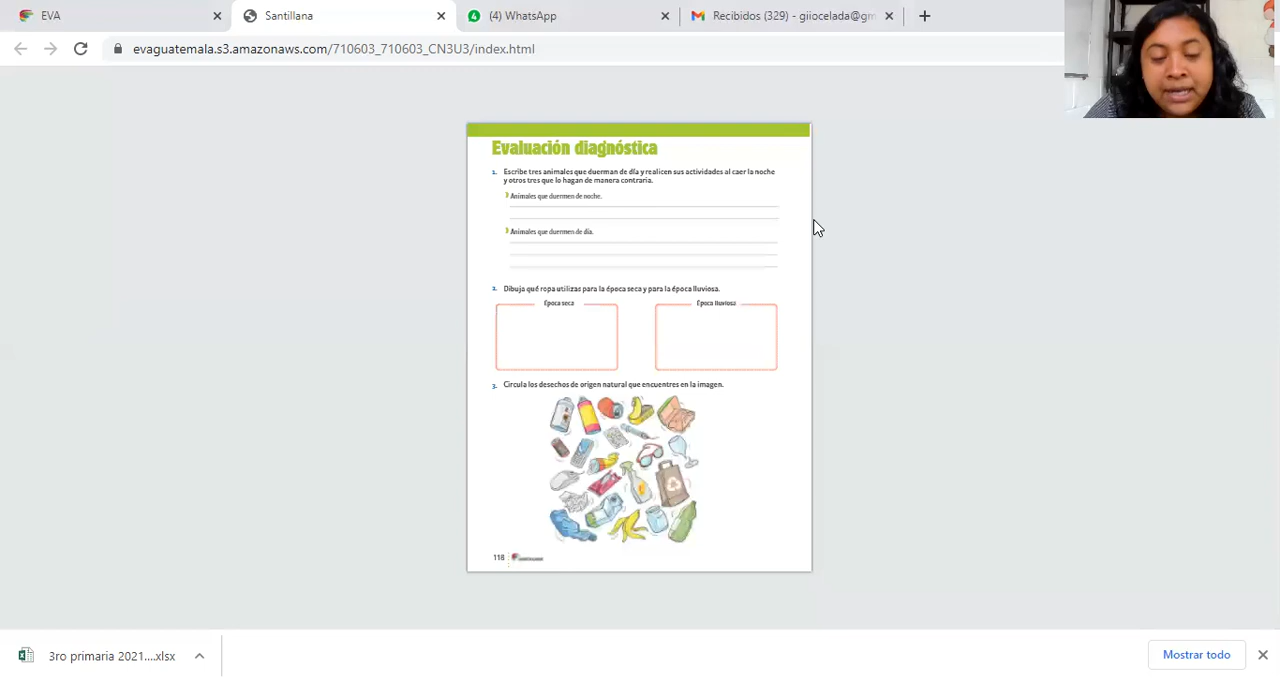 EVA
Santillana
(4) WhatsApp
Recibidos (329) - giiocelada@gm
evaguatemala.s3.amazonaws.com/710603_710603_CN3U3/index.html
Evaluación diagnóstica
1. Escribe tres animales que duerman de día y realicen sus actividades al caer la noche
y otros tres que lo hagan de manera contraria.
Animales que duermen de noche.
Animales que duermen de día.
2. Dibuja qué ropa utilizas para la época seca y para la época lluviosa.
Época seca
Época lluviosa
3. Circula los desechos de origen natural que encuentres en la imagen.
118
3ro primaria 2021....xlsx
Mostrar todo